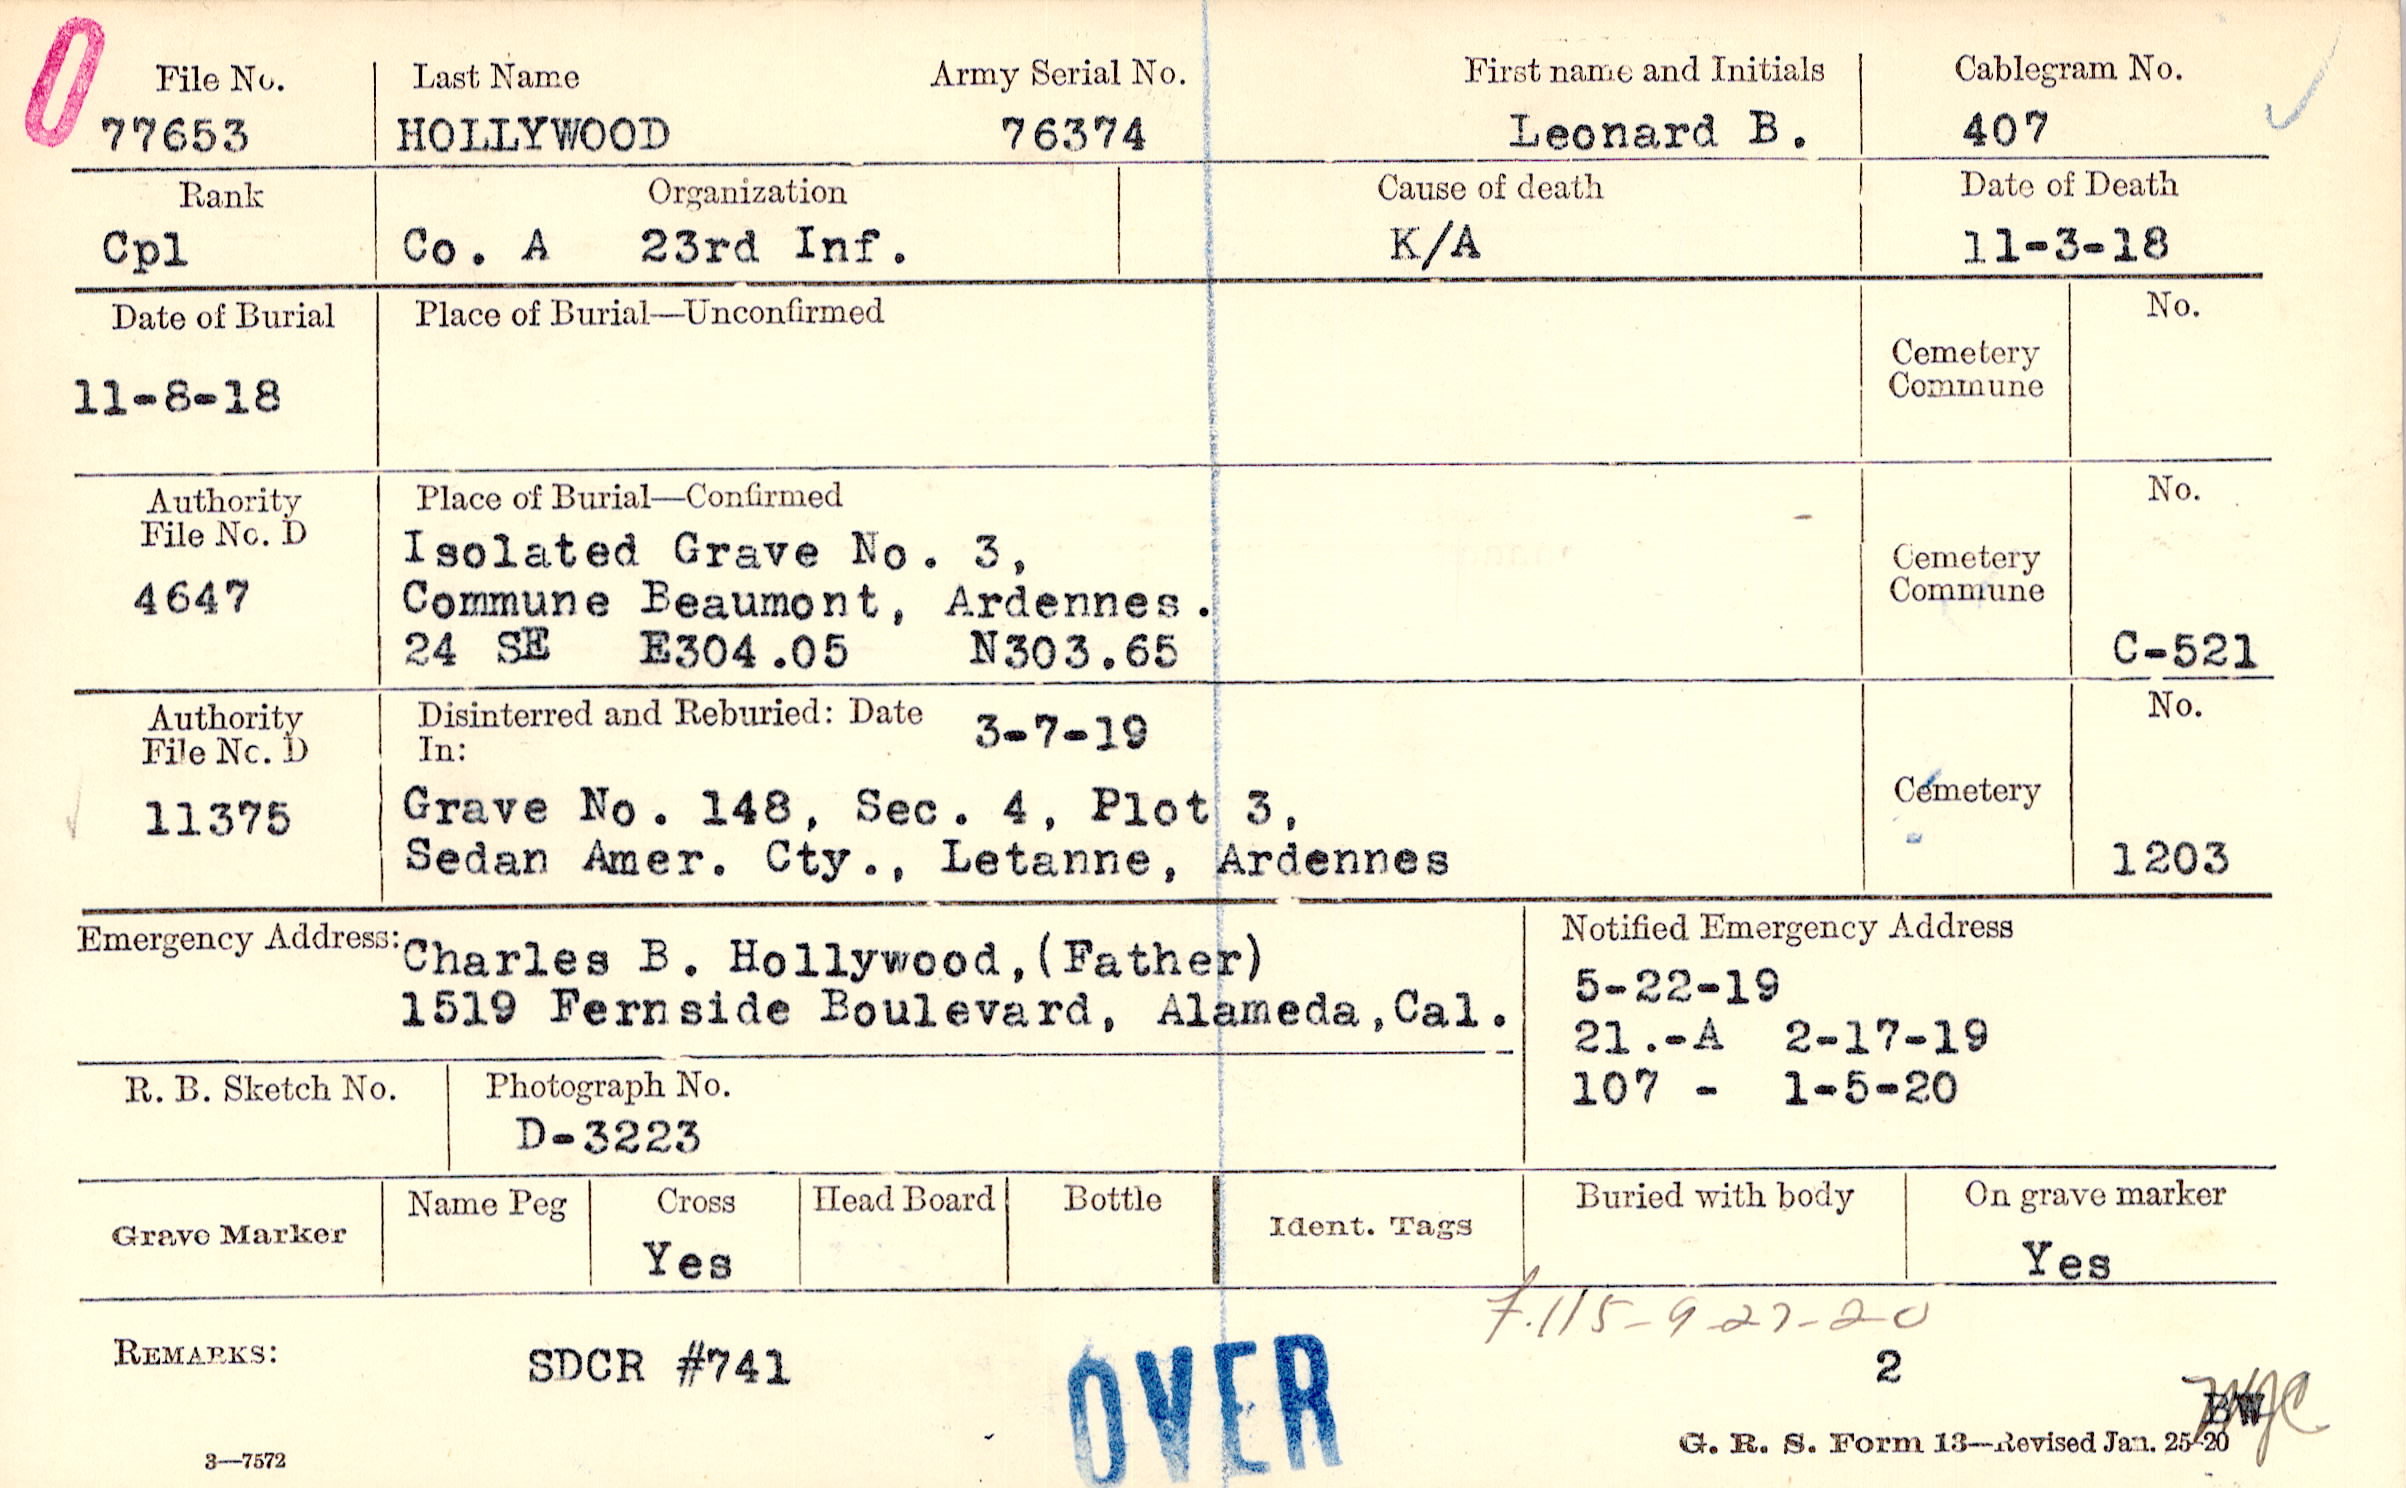 0
File No. Last Name Army Serial No. First name and Initials Cablegram No.
77653 HOLLYWOOD 76374 Leonard B. 407
Rank Organization Cause of death Date of Death
Cpl Co. A 23rd Inf. K/A 11-3-18
Date of Burial Place of Burial—Unconfirmed No.
Cemetery
Commune
11-8-18
Authority Place of Burial—Confirmed No.
File No. D
4647
Isolated Grave No. 3,
Commune Beaumont, Ardennes.
24 SE E304.05 N303.65
Cemetery
Commune
C-521
Authority Disinterred and Reburied: Date 3-7-19 No.
File No. D In:
11375
Grave No. 148, Sec. 4, Plot 3,
Sedan Amer. Cty., Letanne, Ardennes
Cemetery
1203
Emergency Address: Charles B. Hollywood,(Father)
1519 Fernside Boulevard, Alameda,Cal.
Notified Emergency Address
5-22-19
21.-A 2-17-19
107 - 1-5-20
R. B. Sketch No. Photograph No.
D-3223
Grave Marker Name Peg Cross Head Board Bottle Ident. Tags Buried with body On grave marker
Yes Yes
F.115-9-27-20
REMARKS: SDCR #741 OVER 2
BW
3—7572 G. R. S. Form 13—Revised Jan. 25-20